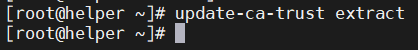 [root@helper ~]# update-ca-trust extract
[root@helper ~]#